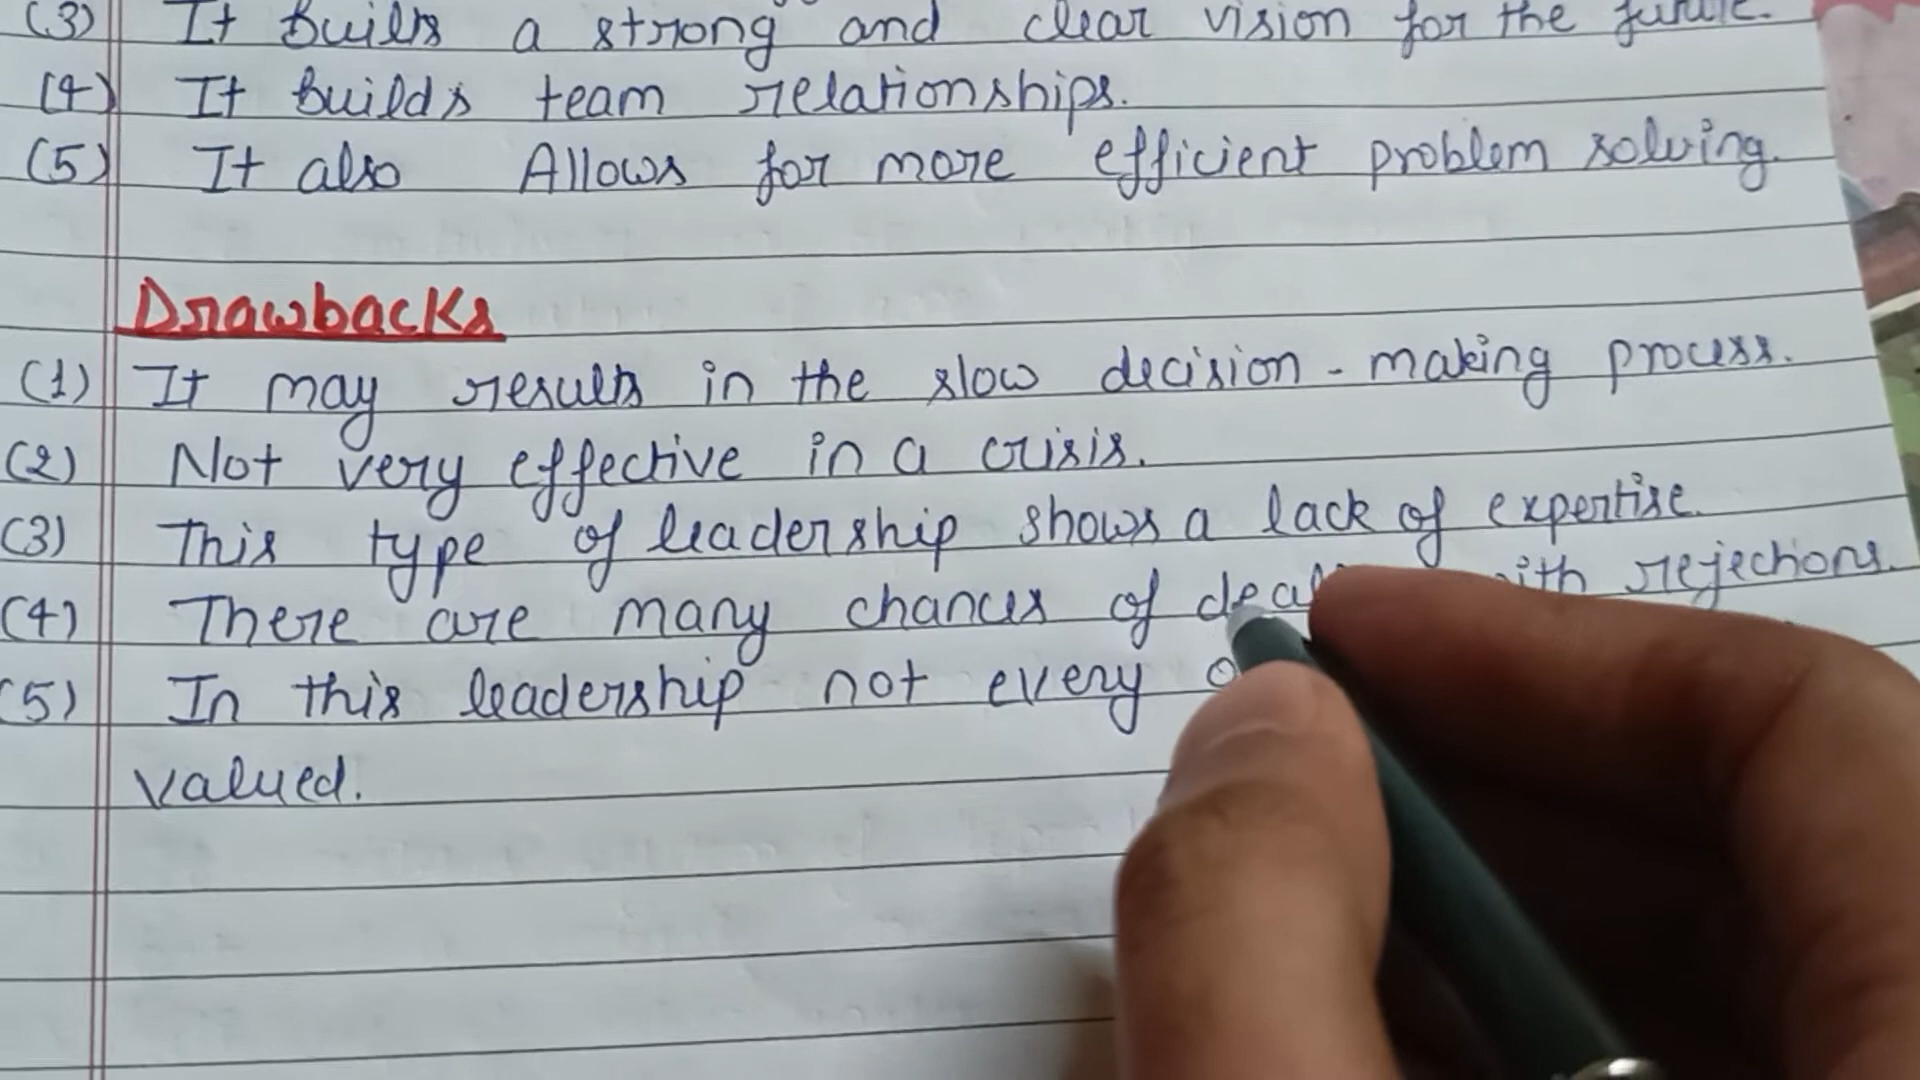 (3) It builds a strong and clear vision for the future.
(4) It builds team relationships.
(5) It also Allows for more efficient problem solving.
Drawbacks
(1) It may results in the slow decision - making process.
(2) Not very effective in a crisis.
(3) This type of leadership shows a lack of expertise.
(4) There are many chances of with rejections.
(5) In this leadership not every
valued.